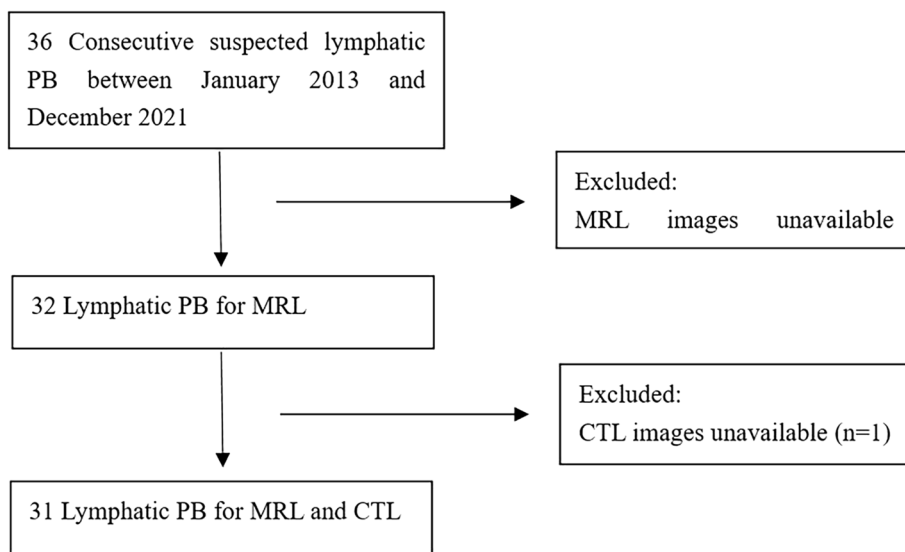 36 Consecutive suspected lymphatic
PB between January 2013 and
December 2021
Excluded:
MRL images unavailable
32 Lymphatic PB for MRL
Excluded:
CTL images unavailable (n=1)
31 Lymphatic PB for MRL and CTL